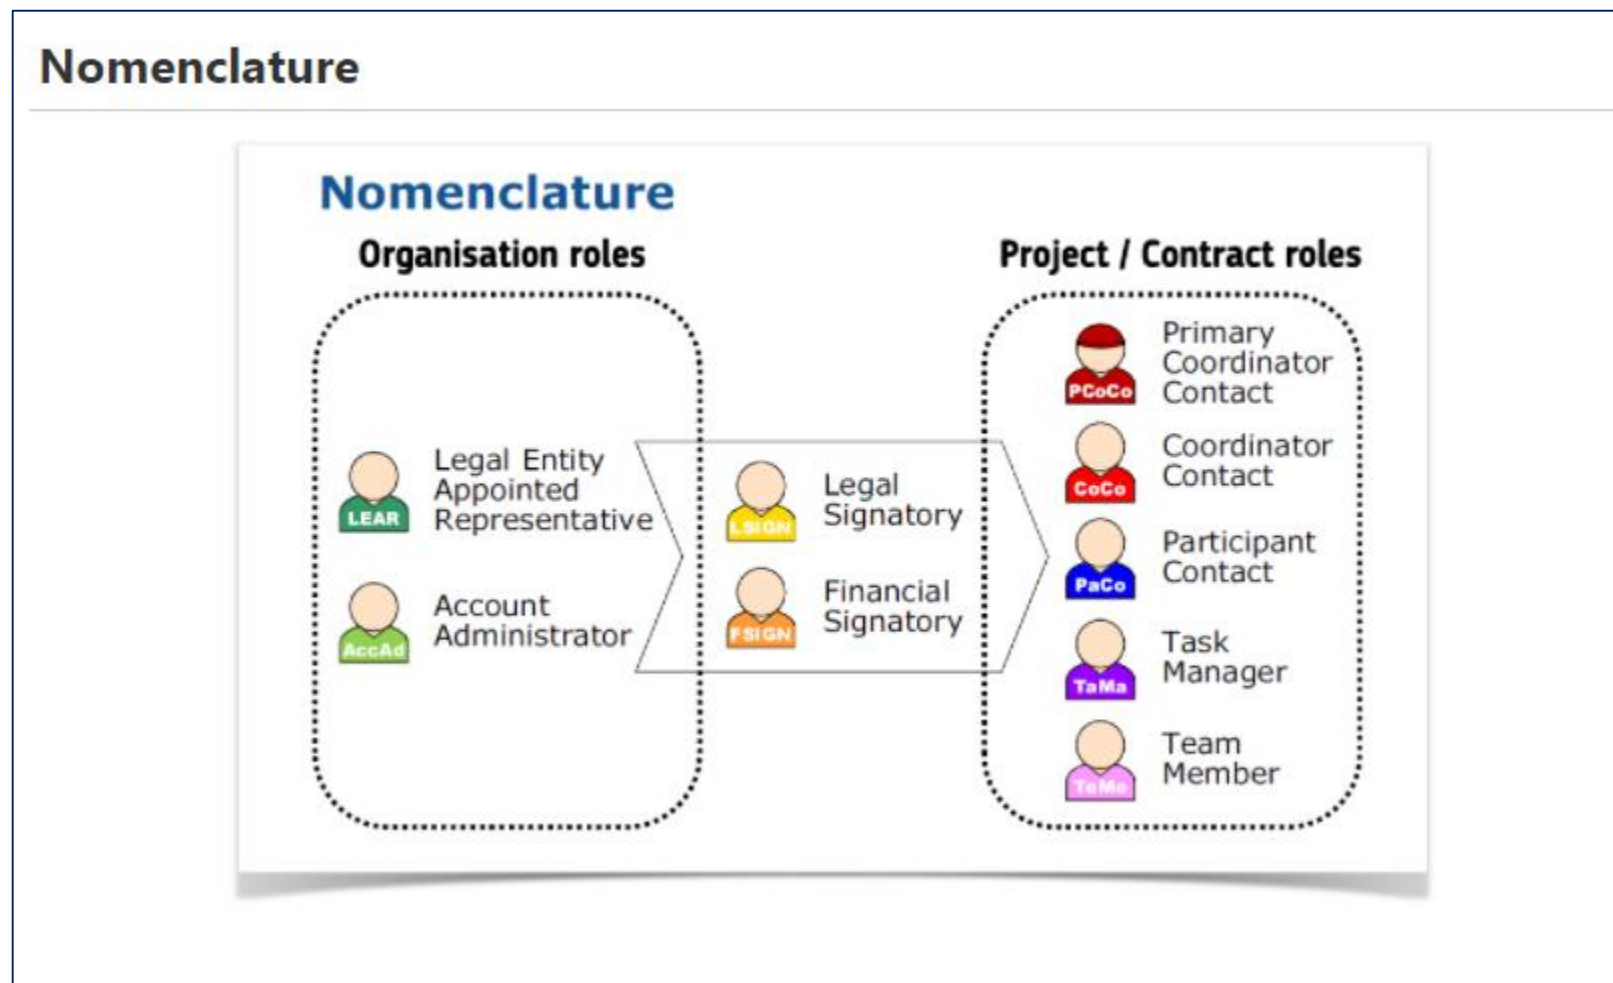 Nomenclature
Nomenclature
Organisation roles
LEAR
Legal Entity
Appointed
Representative
AccAd
Account
Administrator
LSIGN
Legal
Signatory
FSIGN
Financial
Signatory
Project / Contract roles
PCoCo
Primary
Coordinator
Contact
CoCo
Coordinator
Contact
PaCo
Participant
Contact
TaMa
Task
Manager
TeMe
Team
Member